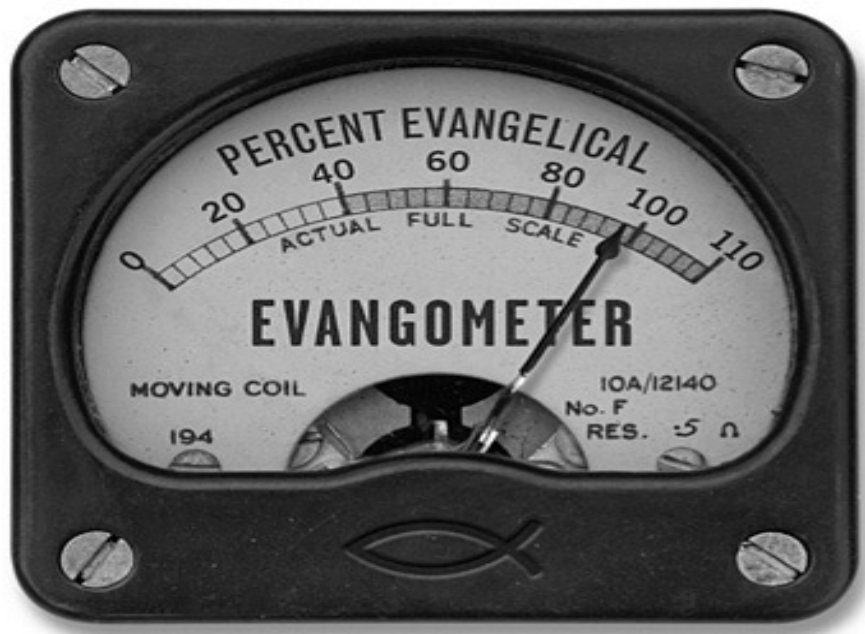 PERCENT EVANGELICAL
0 20 40 60 80 100 110
ACTUAL FULL SCALE
EVANGOMETER
MOVING COIL
10A/12140
No. F
194
RES. .5 Ω